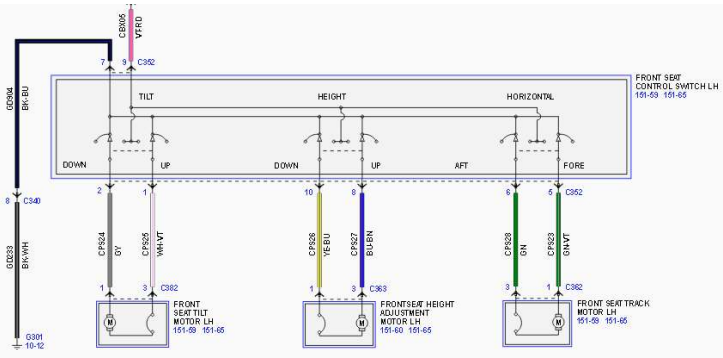 CBX05
VT-RD
7
9
C352
GD904
BK-BU
FRONT SEAT
CONTROL SWITCH LH
151-59 151-65
TILT
HEIGHT
HORIZONTAL
DOWN
UP
DOWN
UP
AFT
FORE
2
1
10
8
6
5
C352
8
C340
CPS24
GY
CPS25
WH-VT
CPS26
YE-BU
CPS27
BU-BN
CPS28
GN
CPS23
GN-VT
GD233
BK-WH
1
3
C382
1
3
C363
3
1
C362
M
FRONT
SEAT TILT
MOTOR LH
151-59 151-65
M
FRONTSEAT HEIGHT
ADJUSTMENT
MOTOR LH
151-60 151-65
M
FRONT SEAT TRACK
MOTOR LH
151-59 151-65
G301
10-12